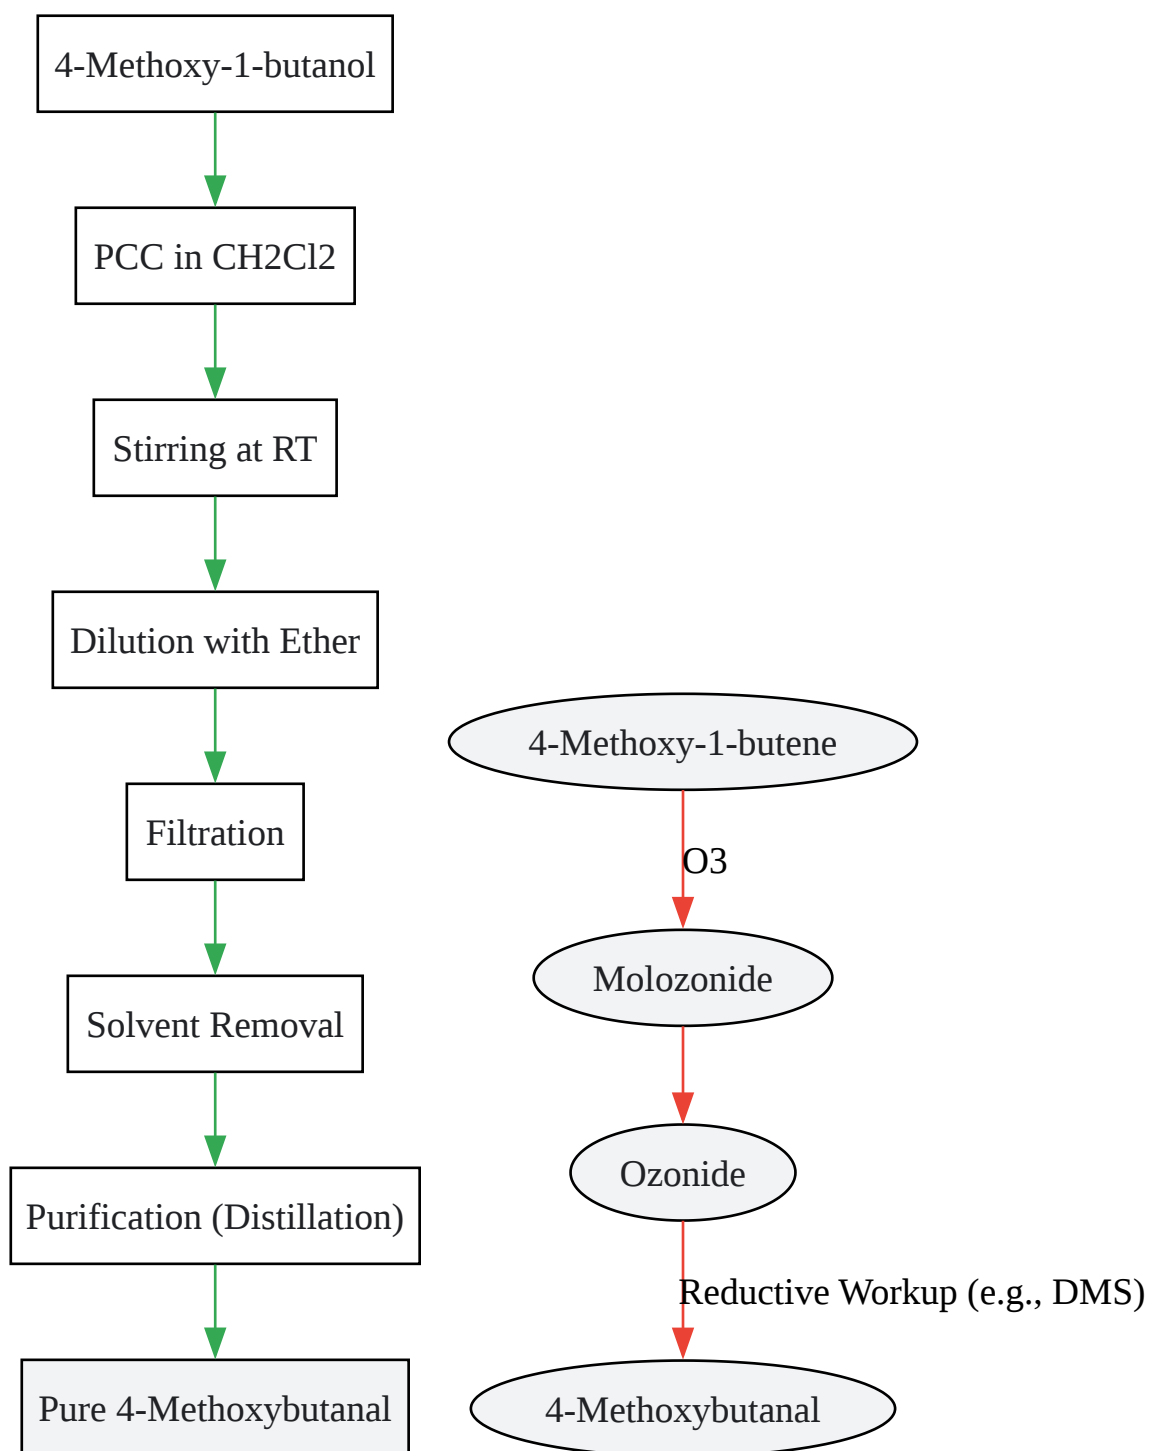 4-Methoxy-1-butanol
PCC in CH2Cl2
Stirring at RT
Dilution with Ether
Filtration
Solvent Removal
Purification (Distillation)
Pure 4-Methoxybutanal
4-Methoxy-1-butene
O3
Molozonide
Ozonide
Reductive Workup (e.g., DMS)
4-Methoxybutanal